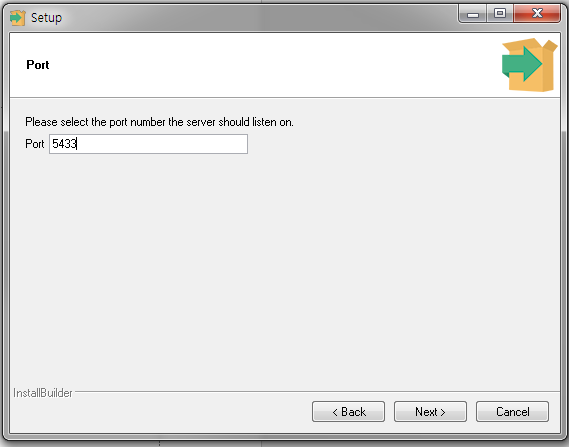 Setup
Port
Please select the port number the server should listen on.
Port 5433
InstallBuilder
< Back Next > Cancel